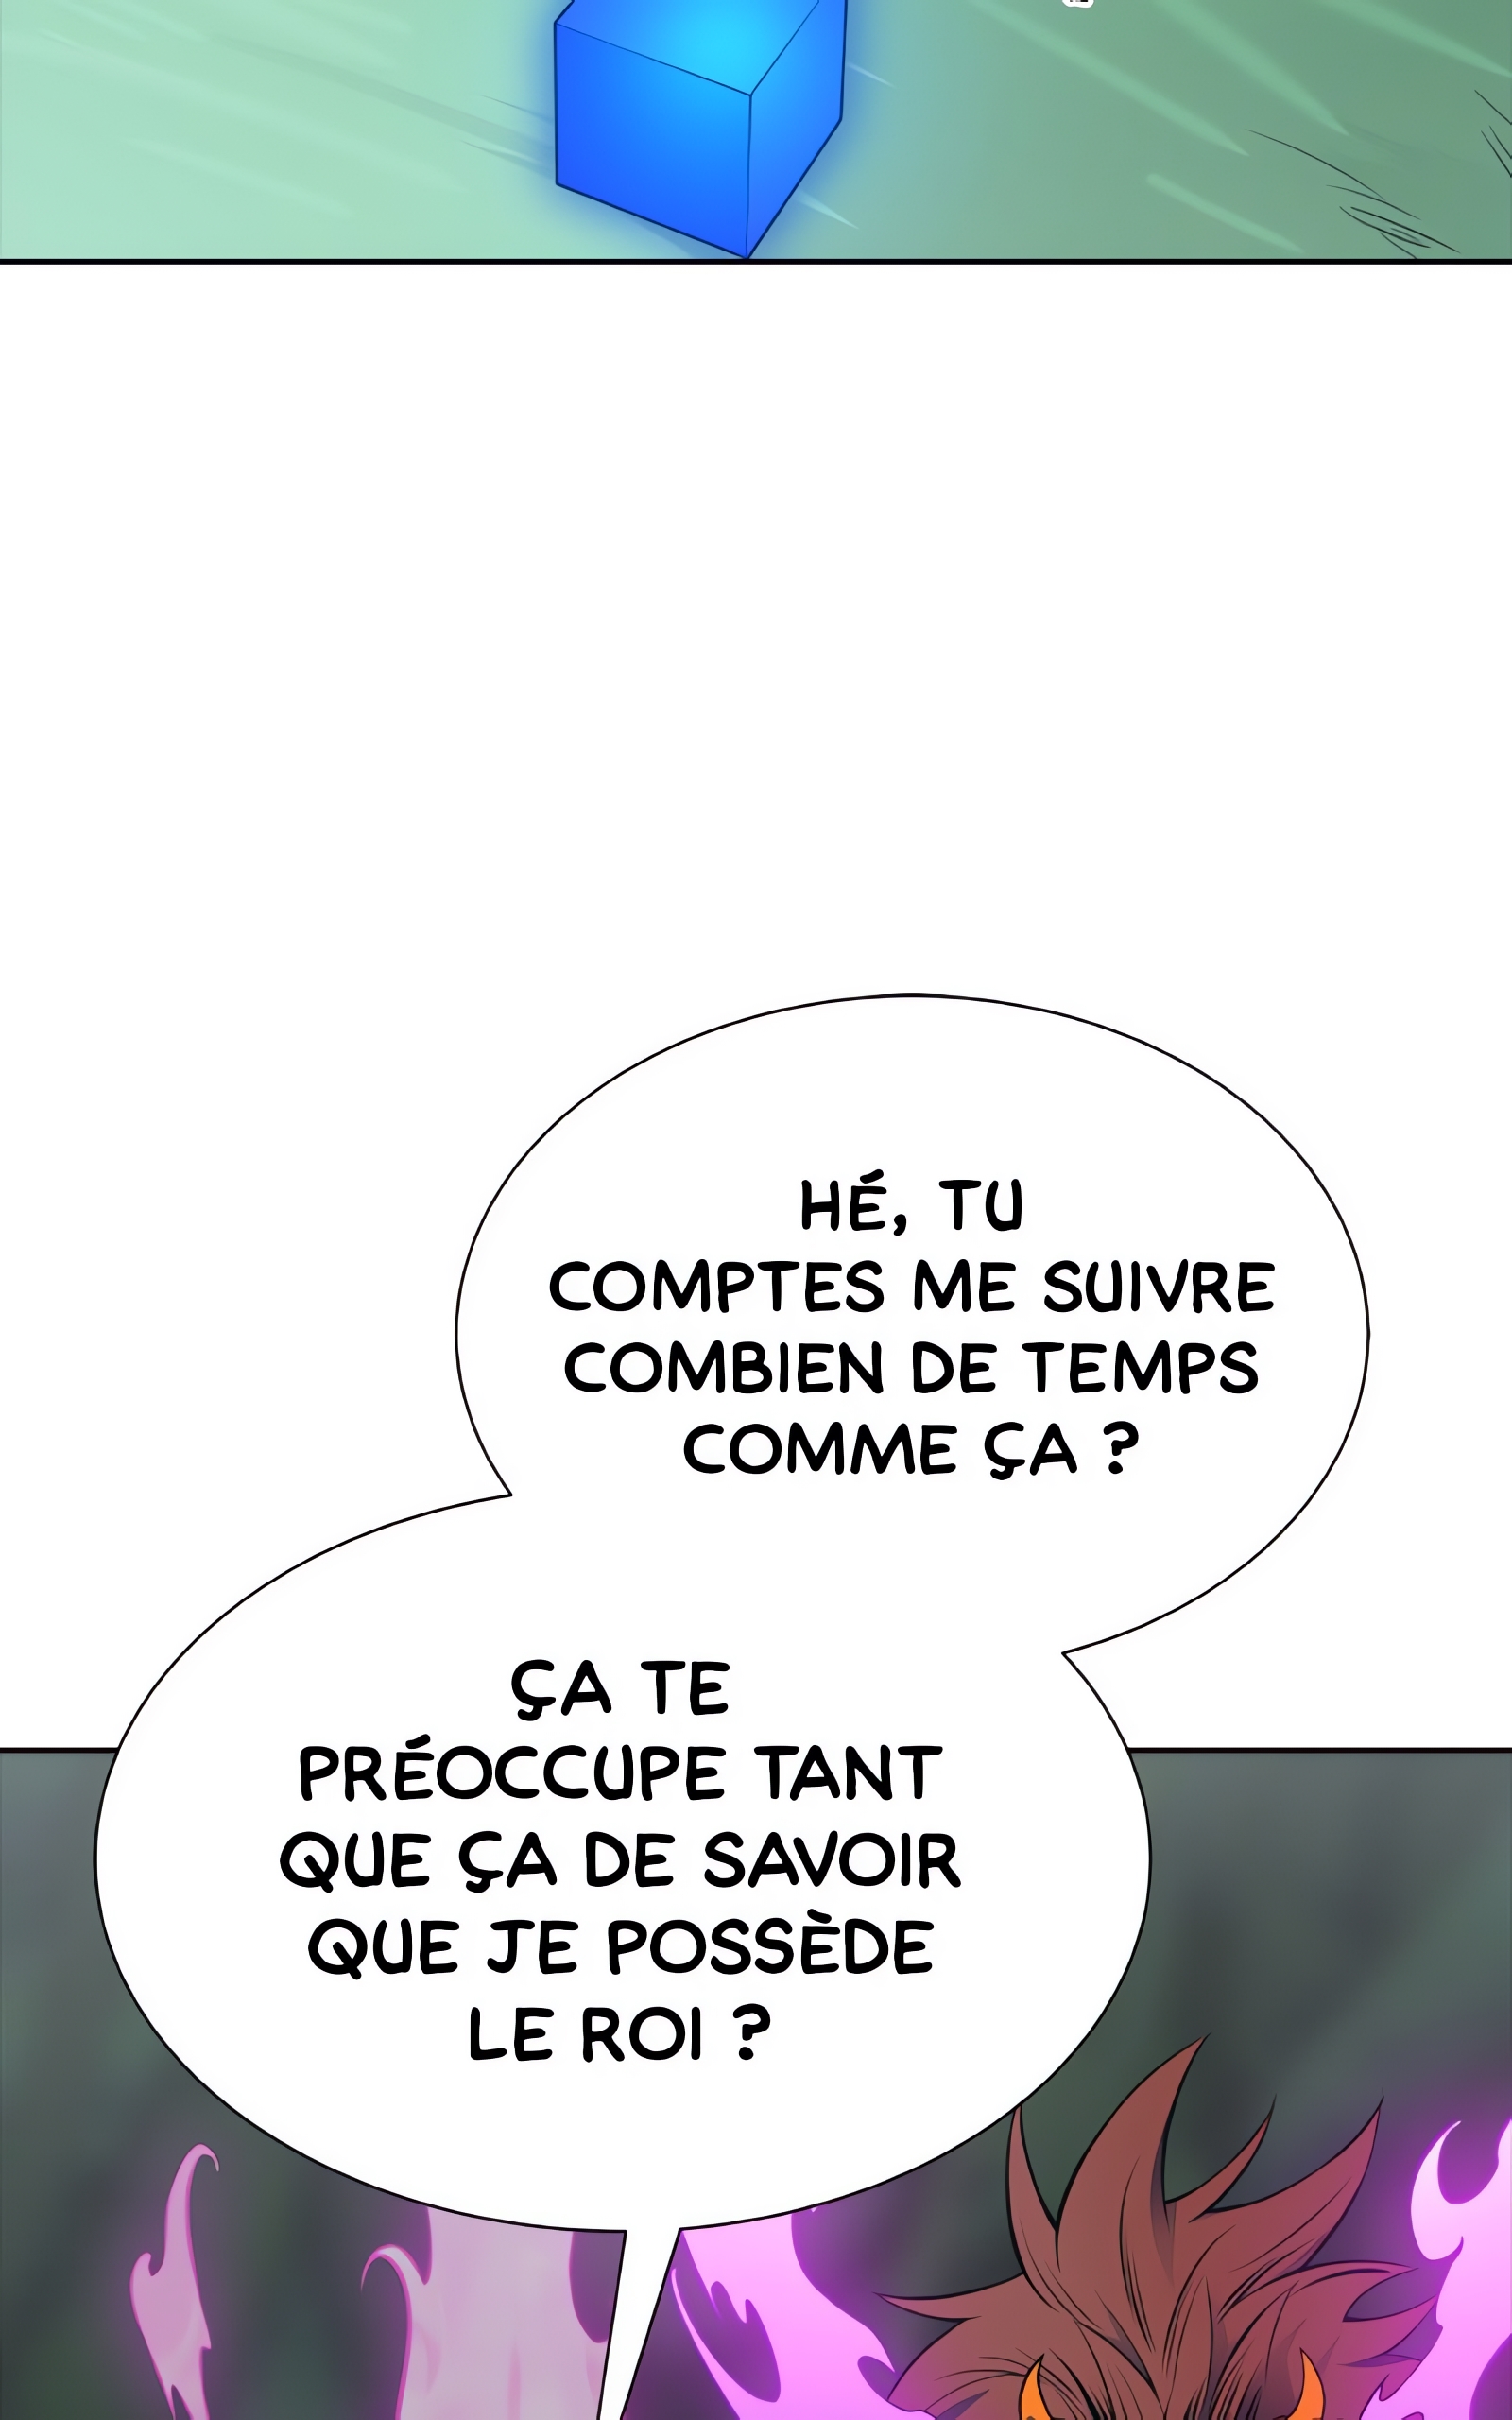 HÉ, TU
COMPTES ME SUIVRE
COMBIEN DE TEMPS
COMME ÇA ?
ÇA TE
PRÉOCCUPE TANT
QUE ÇA DE SAVOIR
QUE JE POSSÈDE
LE ROI ?